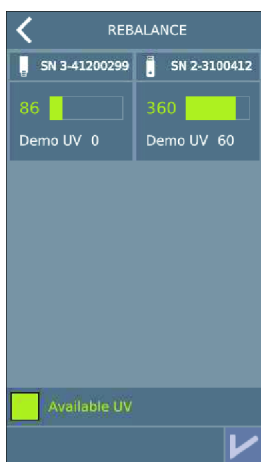 REBALANCE
SN 3-41200299
SN 2-3100412
86
360
Demo UV 0
Demo UV 60
Available UV